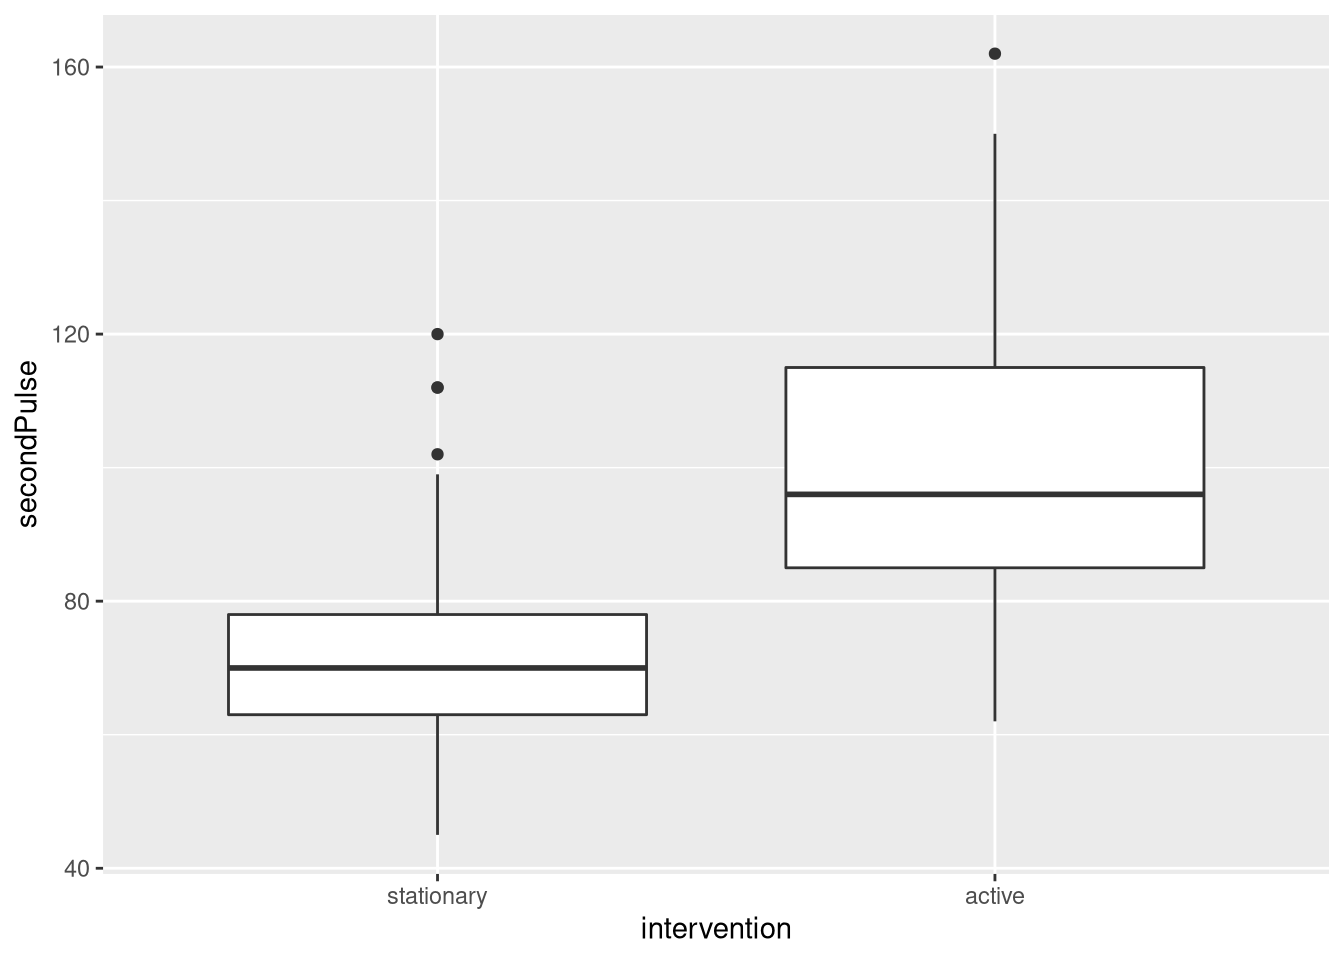 160
120
80
40
secondPulse
stationary
active
intervention